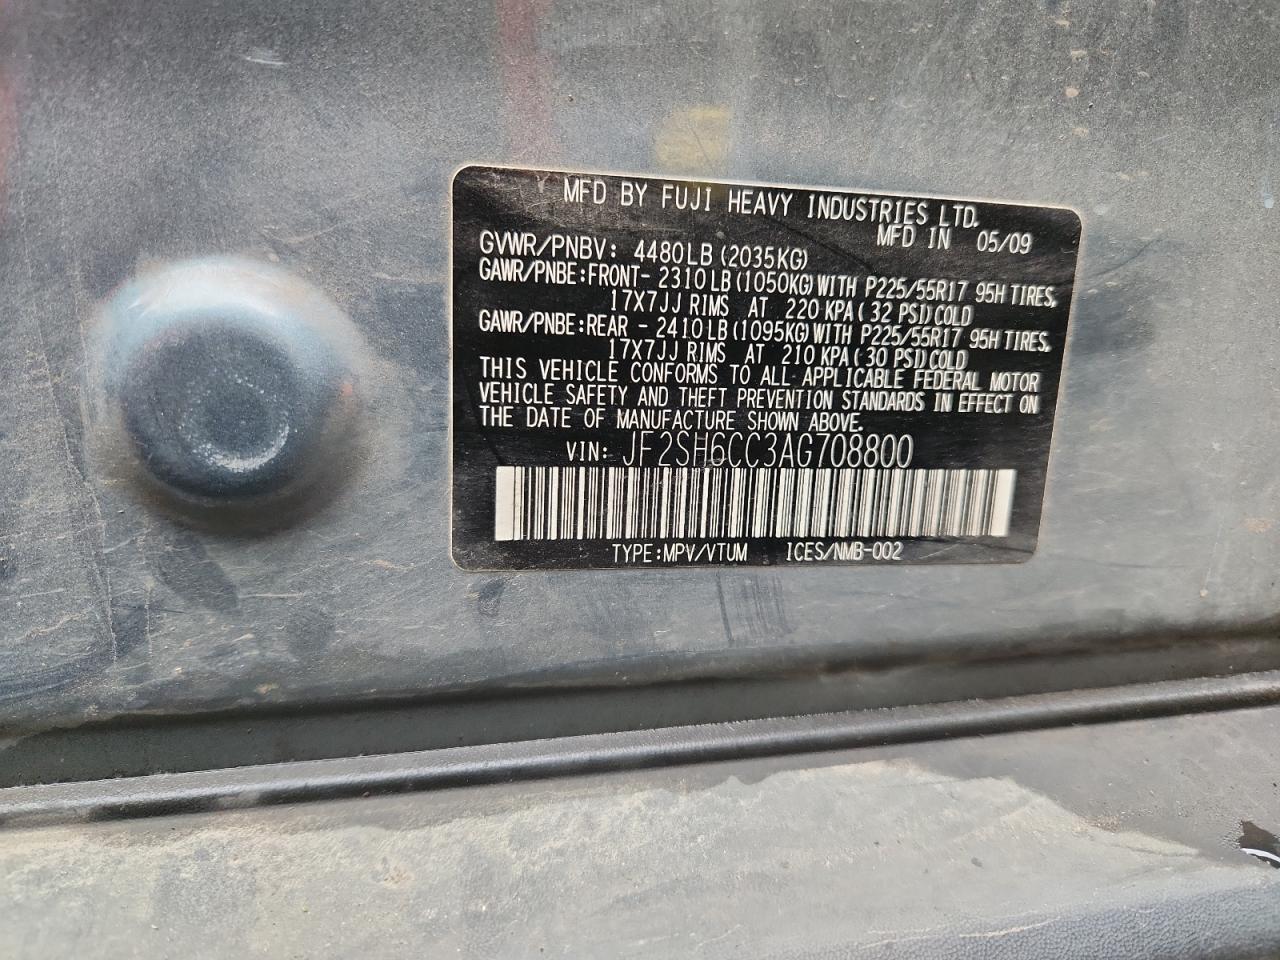 MFD BY FUJI HEAVY INDUSTRIES LTD.
MFD IN 05/09
GVWR/PNBV: 4480LB(2035KG)
GAWR/PNBE:FRONT- 2310LB(1050KG)WITH P225/55R17 95H TIRES,
17X7JJ RIMS AT 220 KPA(32 PSI)COLD
GAWR/PNBE:REAR - 2410LB(1095KG)WITH P225/55R17 95H TIRES,
17X7JJ RIMS AT 210 KPA(30 PSI)COLD
THIS VEHICLE CONFORMS TO ALL APPLICABLE FEDERAL MOTOR
VEHICLE SAFETY AND THEFT PREVENTION STANDARDS IN EFFECT ON
THE DATE OF MANUFACTURE SHOWN ABOVE.
VIN: JF2SH6CC3AG708800
TYPE:MPV/VTUM ICES/NMB-002